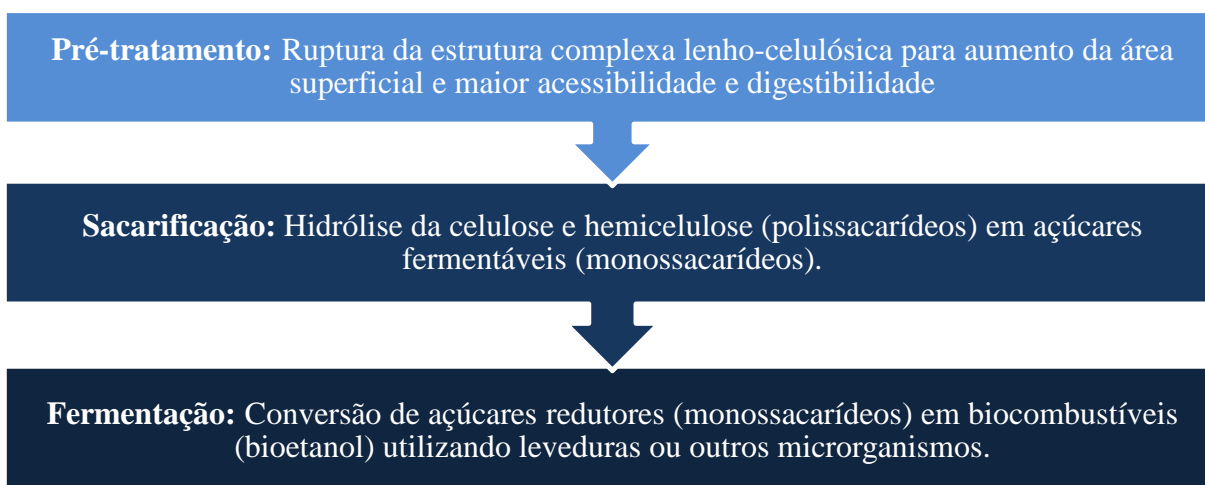 Pré-tratamento: Ruptura da estrutura complexa lenho-celulósica para aumento da área
superficial e maior acessibilidade e digestibilidade
Sacarificação: Hidrólise da celulose e hemicelulose (polissacarídeos) em açúcares
fermentáveis (monossacarídeos).
Fermentação: Conversão de açúcares redutores (monossacarídeos) em biocombustíveis
(bioetanol) utilizando leveduras ou outros microrganismos.